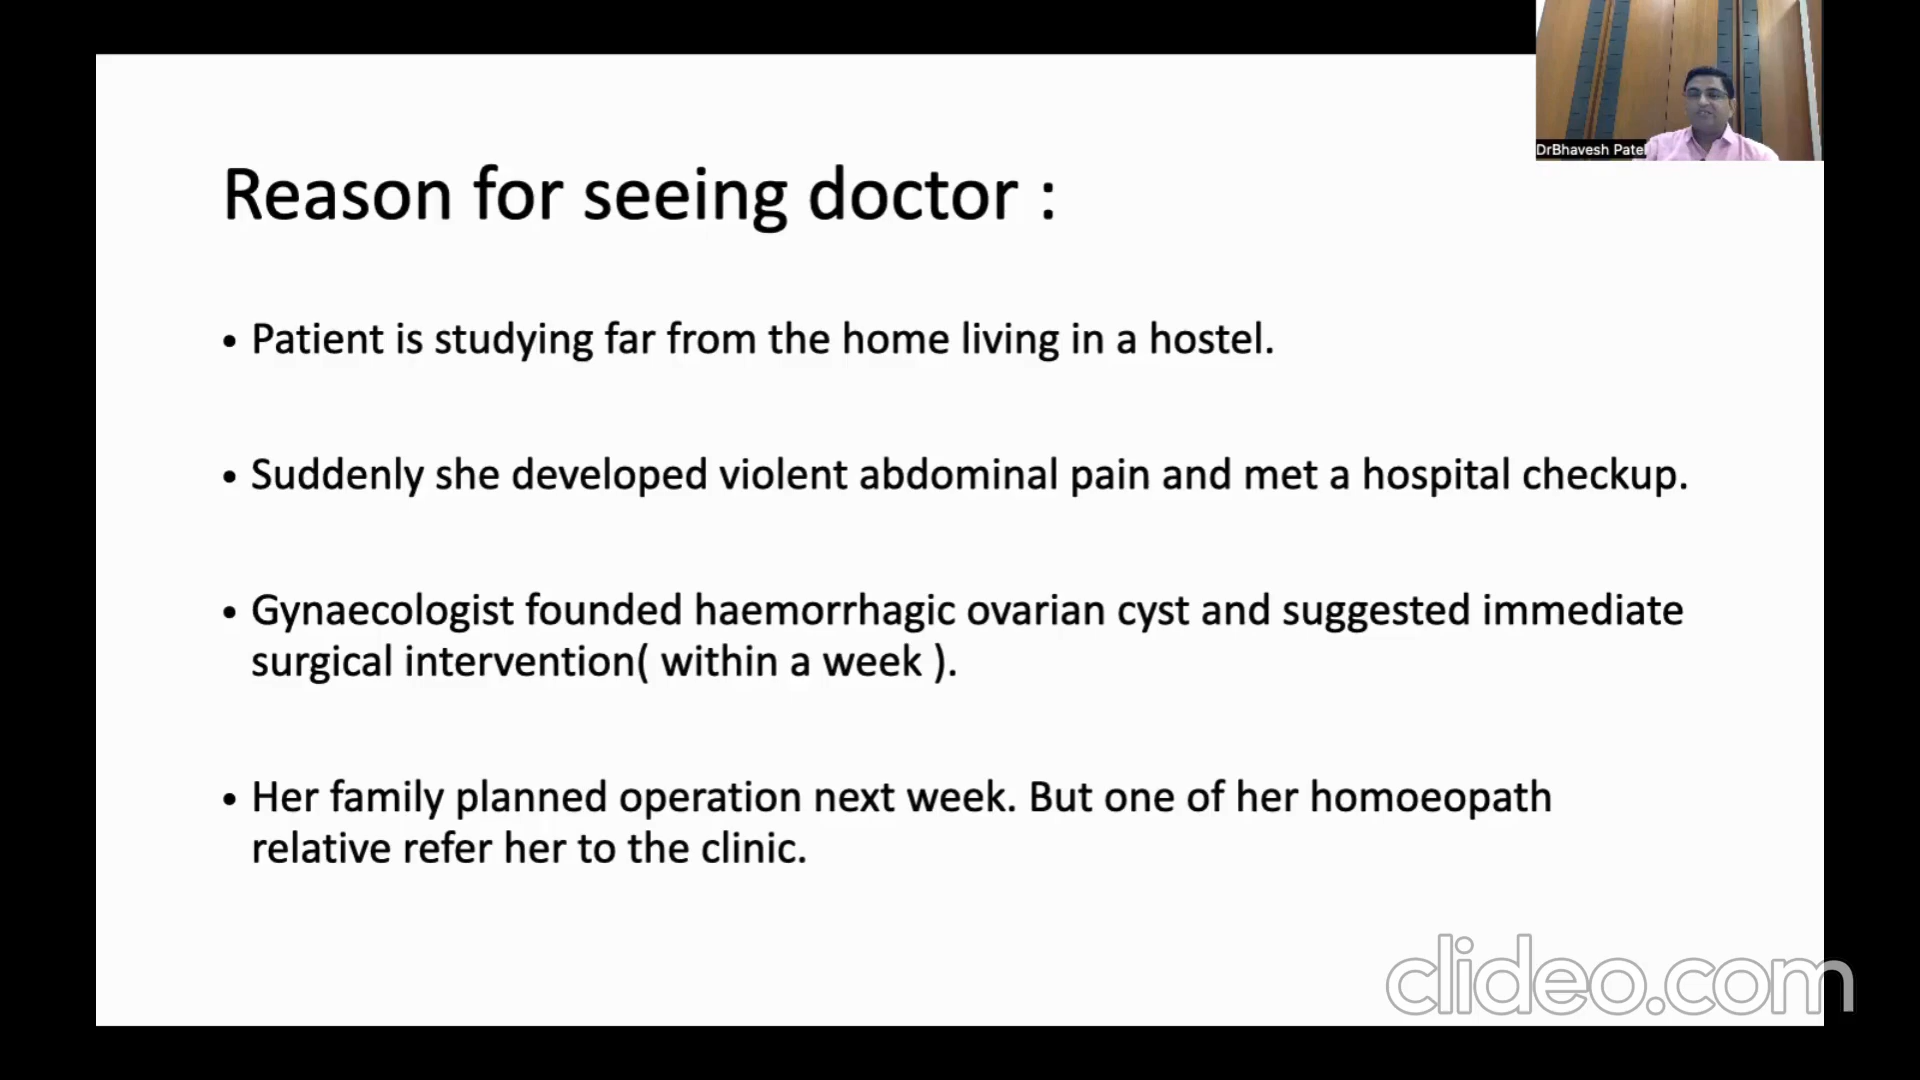 DrBhavesh Patel
Reason for seeing doctor :
• Patient is studying far from the home living in a hostel.
• Suddenly she developed violent abdominal pain and met a hospital checkup.
• Gynaecologist founded haemorrhagic ovarian cyst and suggested immediate
surgical intervention( within a week ).
• Her family planned operation next week. But one of her homoeopath
relative refer her to the clinic.
clideo.com